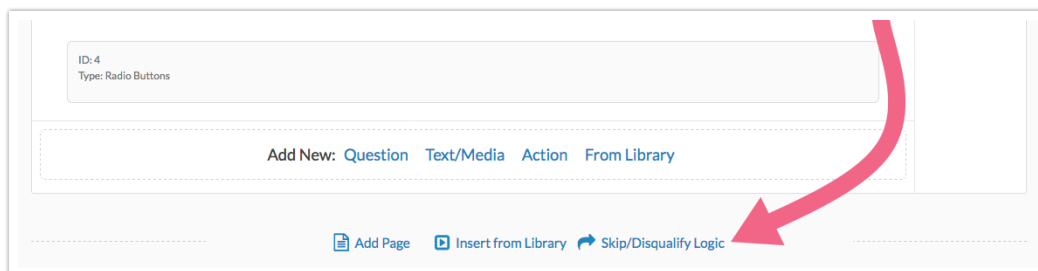 ID: 4
Type: Radio Buttons
Add New: Question Text/Media Action From Library
Add Page Insert from Library Skip/Disqualify Logic